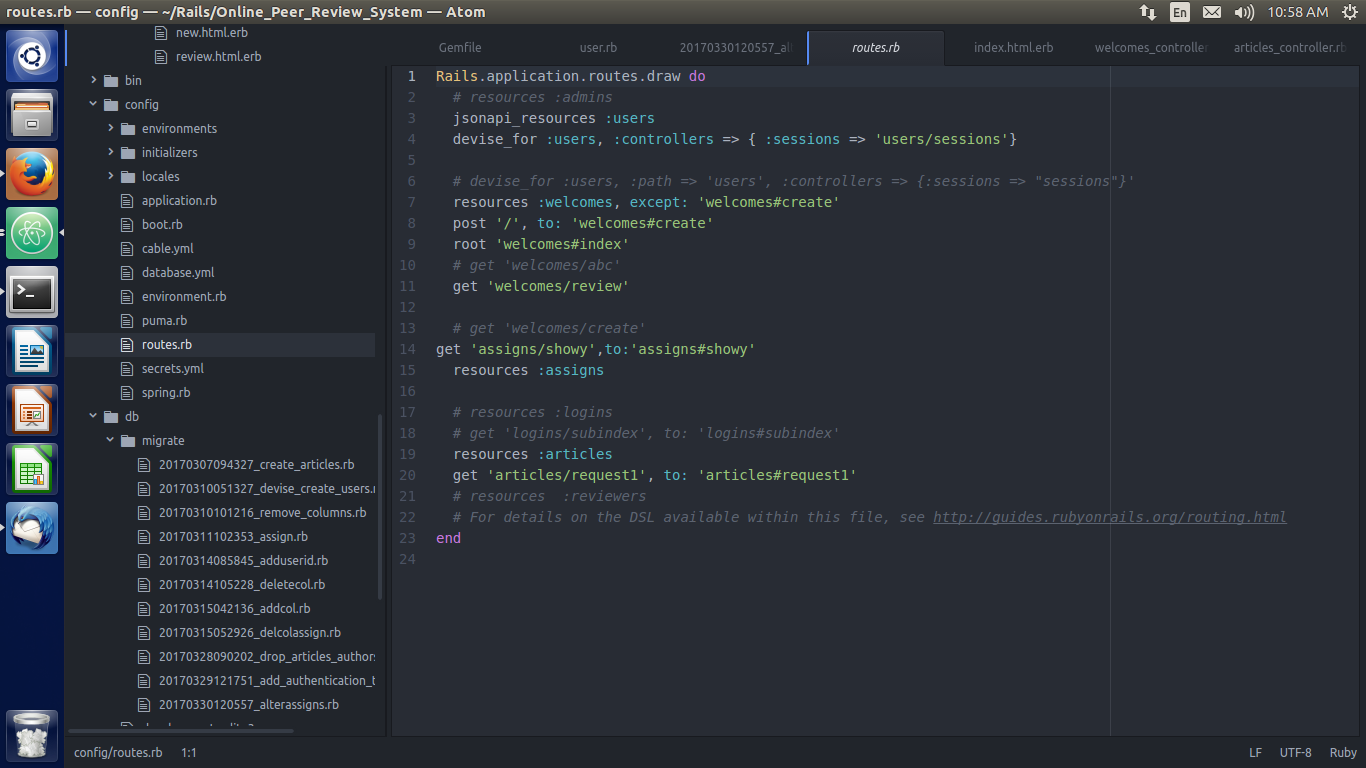 routes.rb — config — ~/Rails/Online_Peer_Review_System — Atom
En
10:58 AM
new.html.erb
review.html.erb
bin
config
environments
initializers
locales
application.rb
boot.rb
cable.yml
database.yml
environment.rb
puma.rb
routes.rb
secrets.yml
spring.rb
db
migrate
20170307094327_create_articles.rb
20170310051327_devise_create_users.r
20170310101216_remove_columns.rb
20170311102353_assign.rb
20170314085845_adduserid.rb
20170314105228_deletecol.rb
20170315042136_addcol.rb
20170315052926_delcolassign.rb
20170328090202_drop_articles_authors
20170329121751_add_authentication_t
20170330120557_alterassigns.rb
Gemfile
user.rb
20170330120557_al
routes.rb
index.html.erb
welcomes_controller
articles_controller.rb
1 Rails.application.routes.draw do
2 # resources :admins
3 jsonapi_resources :users
4 devise_for :users, :controllers => { :sessions => 'users/sessions'}
5
6 # devise_for :users, :path => 'users', :controllers => {:sessions => "sessions"}'
7 resources :welcomes, except: 'welcomes#create'
8 post '/', to: 'welcomes#create'
9 root 'welcomes#index'
10 # get 'welcomes/abc'
11 get 'welcomes/review'
12
13 # get 'welcomes/create'
14 get 'assigns/showy',to:'assigns#showy'
15 resources :assigns
16
17 # resources :logins
18 # get 'logins/subindex', to: 'logins#subindex'
19 resources :articles
20 get 'articles/request1', to: 'articles#request1'
21 # resources  :reviewers
22 # For details on the DSL available within this file, see http://guides.rubyonrails.org/routing.html
23 end
24
config/routes.rb 1:1
LF UTF-8 Ruby